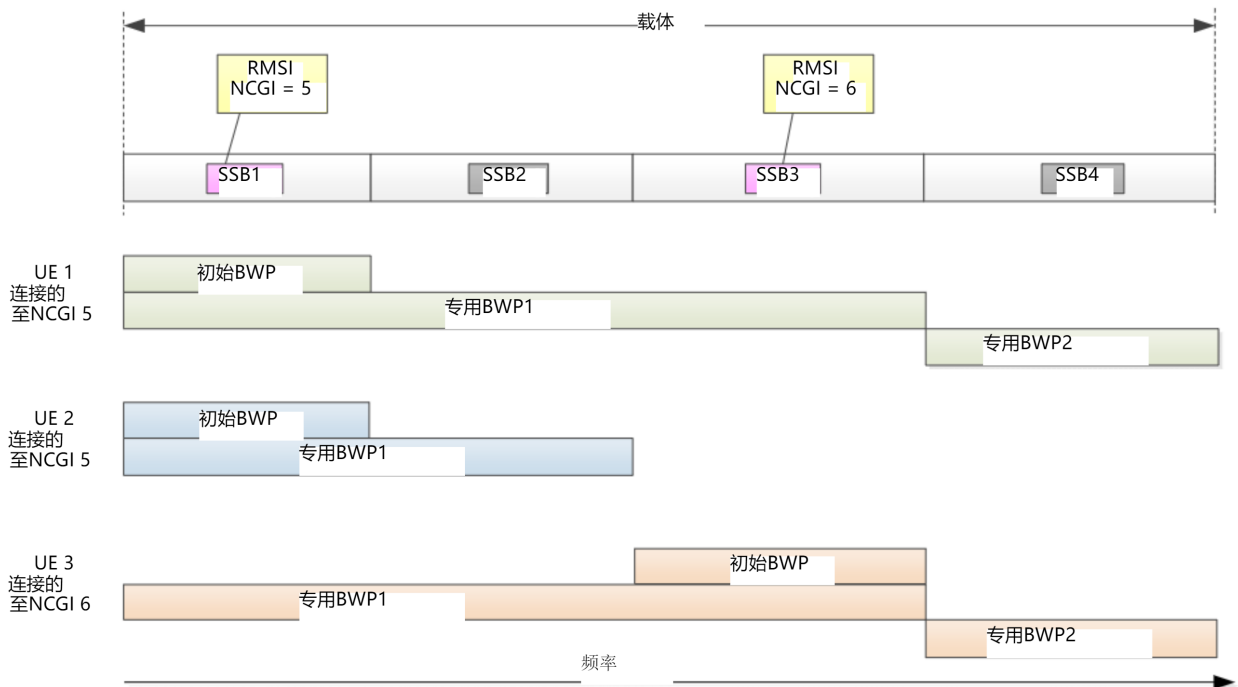 载体
RMSI
NCGI = 5
RMSI
NCGI = 6
SSB1
SSB2
SSB3
SSB4
UE 1
连接的
至NCGI 5
初始BWP
专用BWP1
专用BWP2
UE 2
连接的
至NCGI 5
初始BWP
专用BWP1
UE 3
连接的
至NCGI 6
初始BWP
专用BWP1
专用BWP2
频率